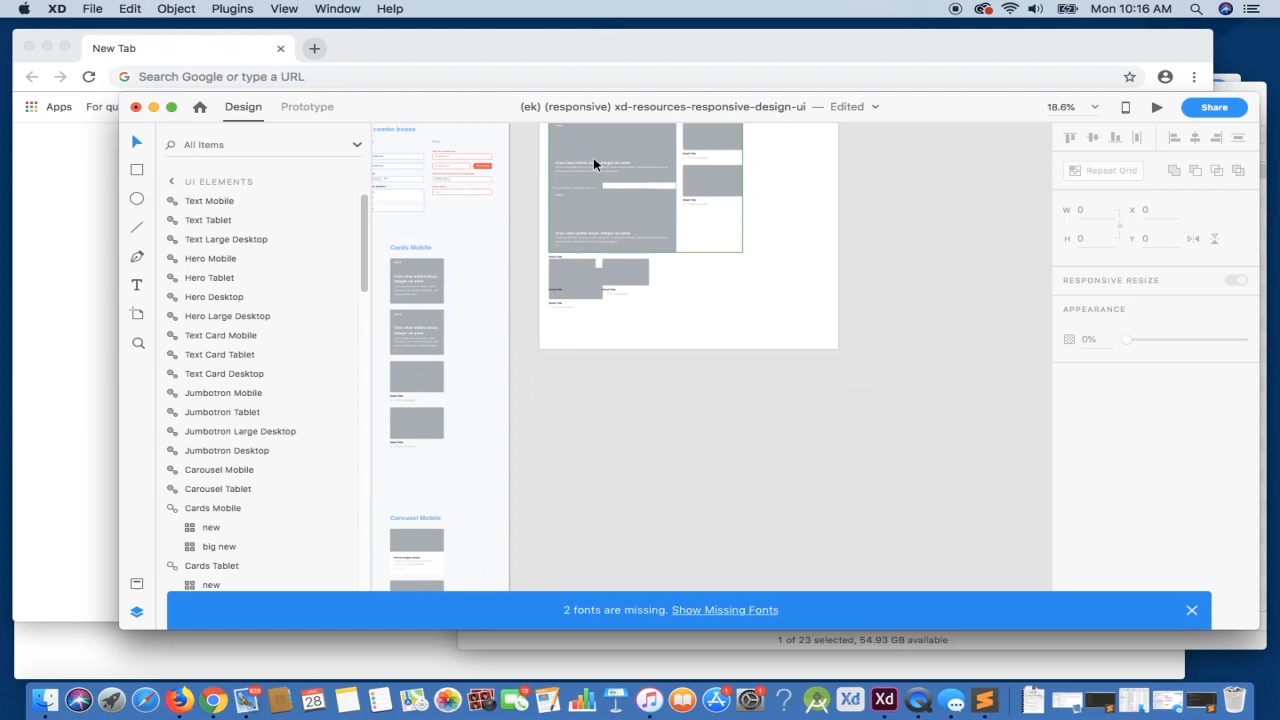 XD File Edit Object Plugins View Window Help Mon 10:16 AM
New Tab
Search Google or type a URL
Apps For qu
Design Prototype (ek) (responsive) xd-resources-responsive-design-ui — Edited 18.6% Share
All Items
UI ELEMENTS
Text Mobile
Text Tablet
Text Large Desktop
Hero Mobile
Hero Tablet
Hero Desktop
Hero Large Desktop
Text Card Mobile
Text Card Tablet
Text Card Desktop
Jumbotron Mobile
Jumbotron Tablet
Jumbotron Large Desktop
Jumbotron Desktop
Carousel Mobile
Carousel Tablet
Cards Mobile
new
big new
Cards Tablet
new
combo boxes
Cards Mobile
Carousel Mobile
Repeat Grid
W 0 X 0
H 0 Y 0
RESPONSIVE RESIZE
APPEARANCE
0%
2 fonts are missing. Show Missing Fonts
1 of 23 selected, 54.93 GB available